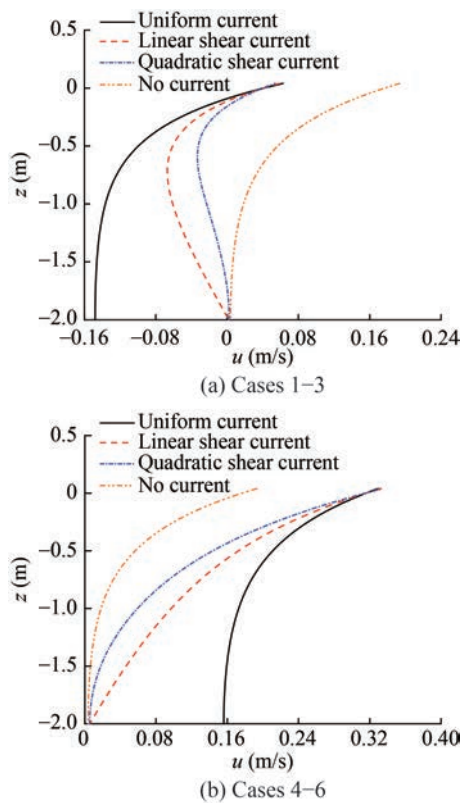 Uniform current
Linear shear current
Quadratic shear current
No current
0.5
0
−0.5
−1.0
−1.5
−2.0
z (m)
−0.16 −0.08 0 0.08 0.16 0.24
u (m/s)
(a) Cases 1−3
Uniform current
Linear shear current
Quadratic shear current
No current
0.5
0
−0.5
−1.0
−1.5
−2.0
z (m)
0 0.08 0.16 0.24 0.32 0.40
u (m/s)
(b) Cases 4−6